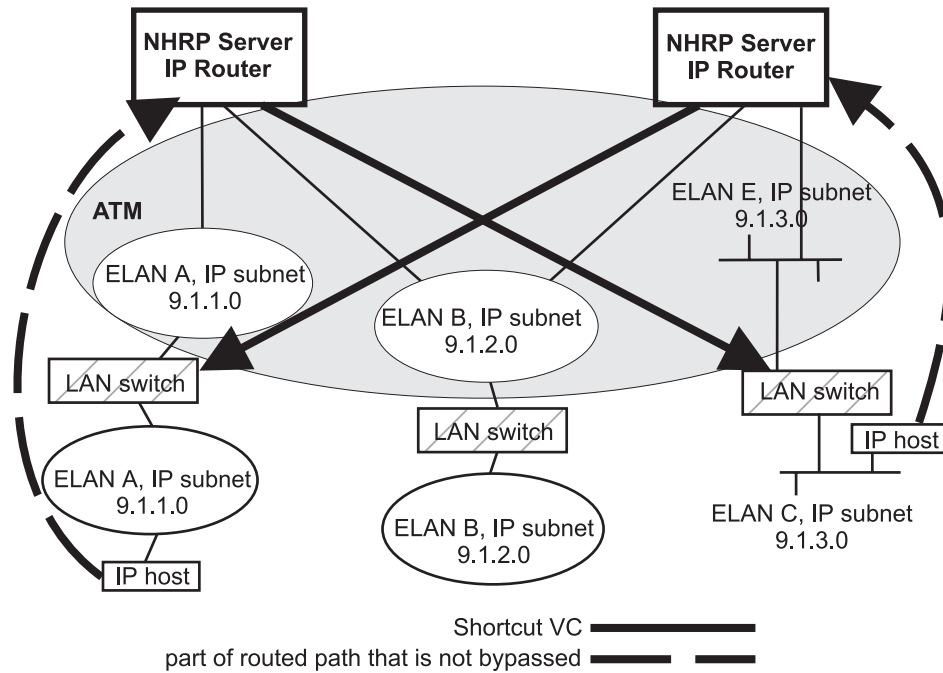 NHRP Server
IP Router
NHRP Server
IP Router
ATM
ELAN E, IP subnet
9.1.3.0
ELAN A, IP subnet
9.1.1.0
ELAN B, IP subnet
9.1.2.0
LAN switch
LAN switch
LAN switch
IP host
ELAN A, IP subnet
9.1.1.0
ELAN B, IP subnet
9.1.2.0
ELAN C, IP subnet
9.1.3.0
IP host
Shortcut VC
part of routed path that is not bypassed